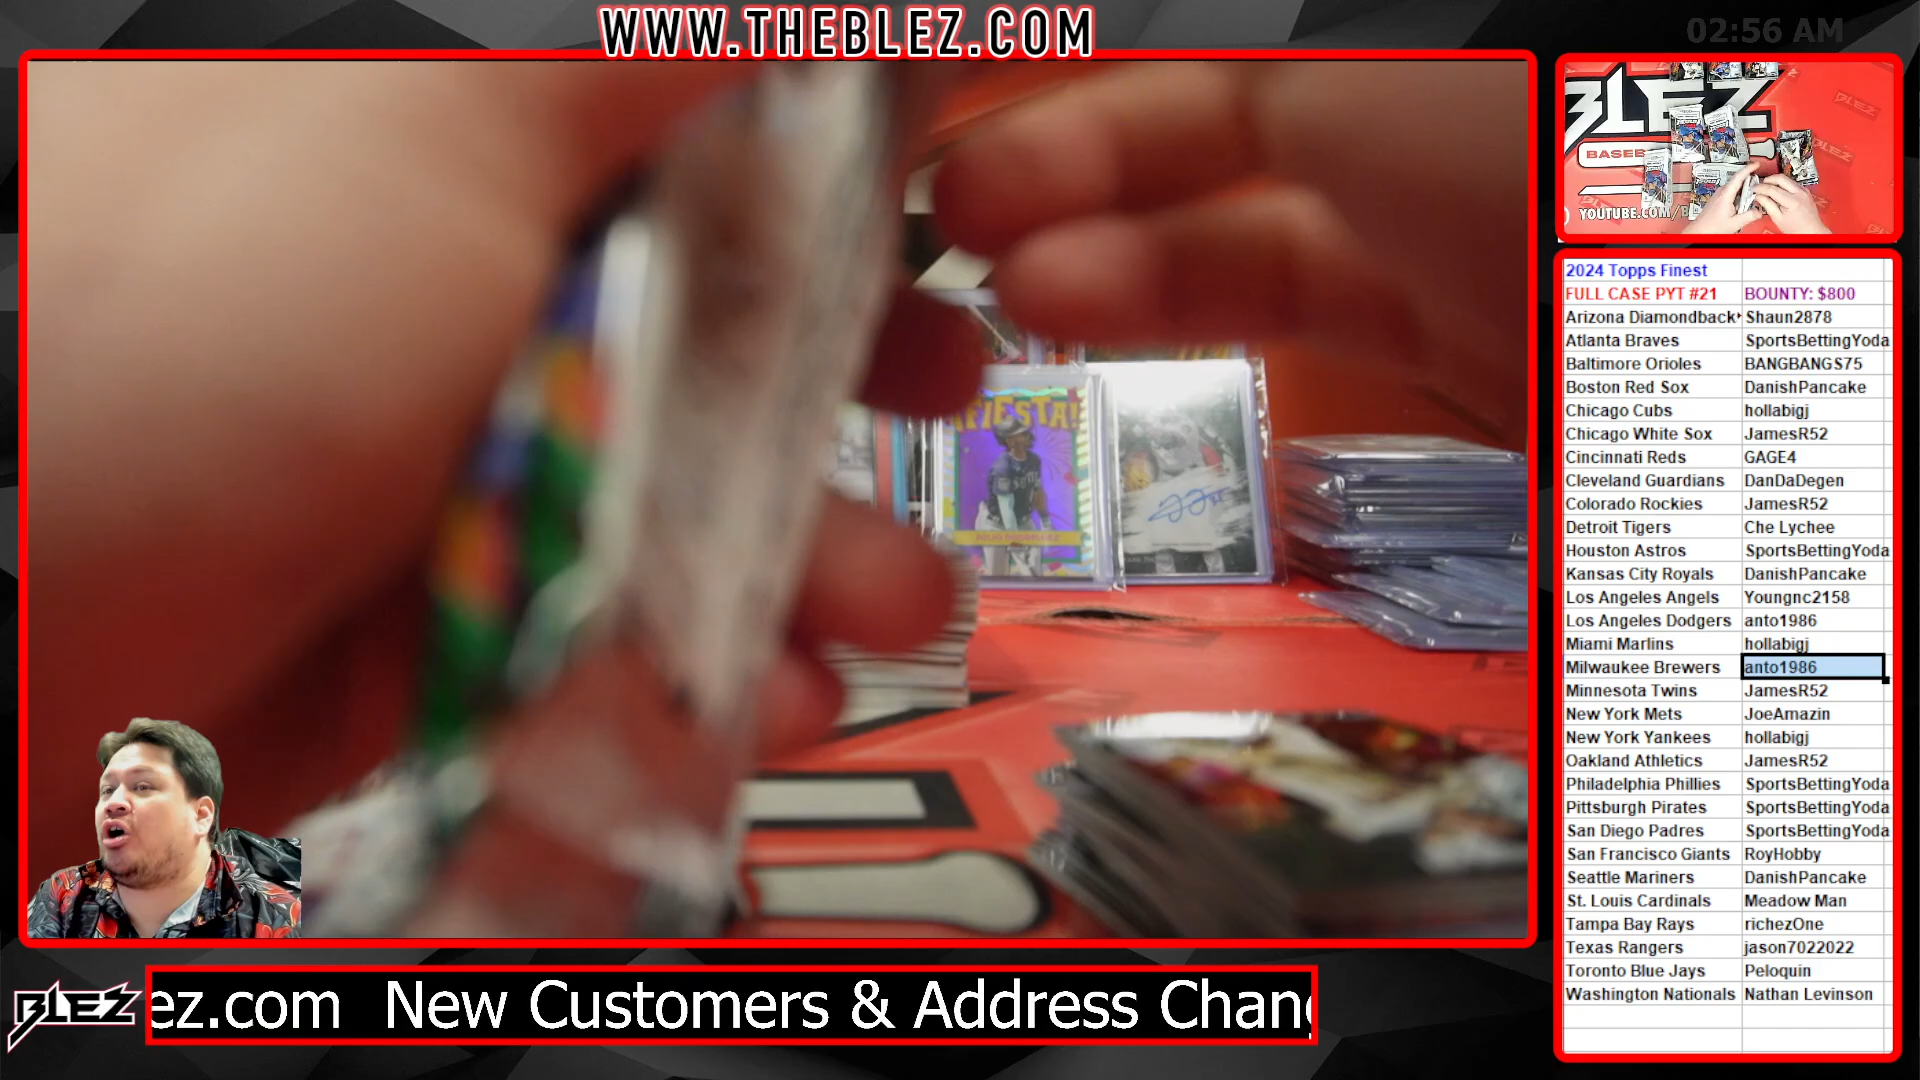 WWW.THEBLEZ.COM
02:56 AM
FIESTA!
BLEZ
BASEB
YOUTUBE.COM/B
2024 Topps Finest
FULL CASE PYT #21 BOUNTY: $800
Arizona Diamondback Shaun2878
Atlanta Braves SportsBettingYoda
Baltimore Orioles BANGBANGS75
Boston Red Sox DanishPancake
Chicago Cubs hollabigj
Chicago White Sox JamesR52
Cincinnati Reds GAGE4
Cleveland Guardians DanDaDegen
Colorado Rockies JamesR52
Detroit Tigers Che Lychee
Houston Astros SportsBettingYoda
Kansas City Royals DanishPancake
Los Angeles Angels Youngnc2158
Los Angeles Dodgers anto1986
Miami Marlins hollabigj
Milwaukee Brewers anto1986
Minnesota Twins JamesR52
New York Mets JoeAmazin
New York Yankees hollabigj
Oakland Athletics JamesR52
Philadelphia Phillies SportsBettingYoda
Pittsburgh Pirates SportsBettingYoda
San Diego Padres SportsBettingYoda
San Francisco Giants RoyHobby
Seattle Mariners DanishPancake
St. Louis Cardinals Meadow Man
Tampa Bay Rays richezOne
Texas Rangers jason7022022
Toronto Blue Jays Peloquin
Washington Nationals Nathan Levinson
BLEZ
ez.com New Customers & Address Chang